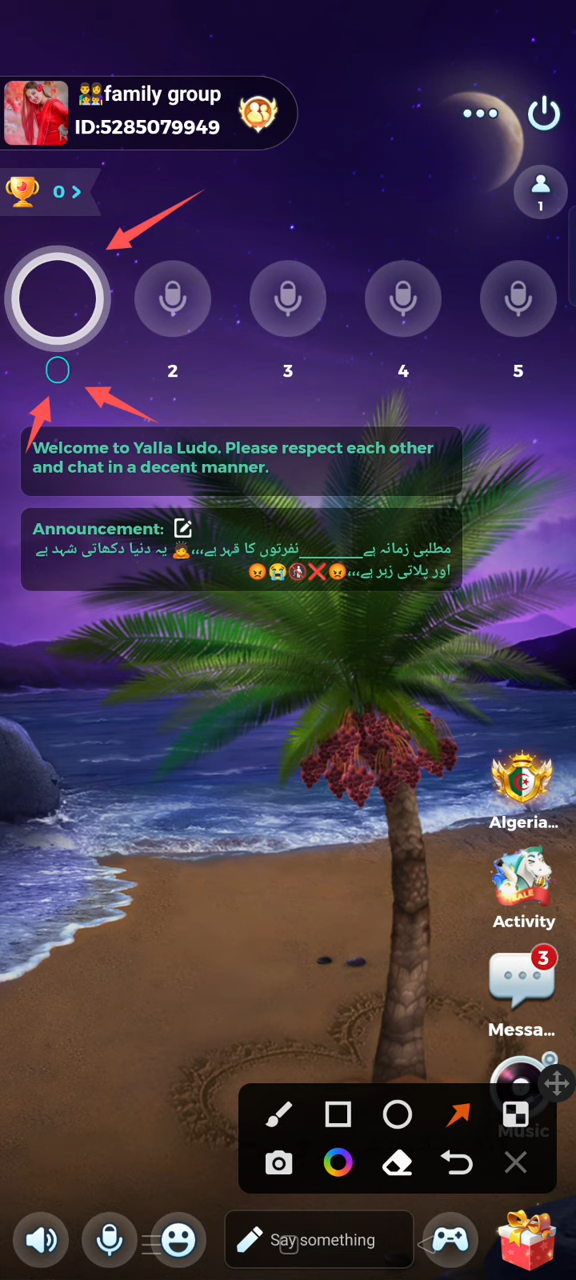 👫family group
ID:5285079949
0 >
1
2
3
4
5
Welcome to Yalla Ludo. Please respect each other
and chat in a decent manner.
Announcement:
مطلبی زمانہ ہے__________نفرتوں کا قہر ہے،،،🙇 یہ دنیا دکھاتی شہد ہے
اور پلاتی زہر ہے،،،😡❌🚷😭😡
Algeria...
Activity
3
Messa...
Music
Say something